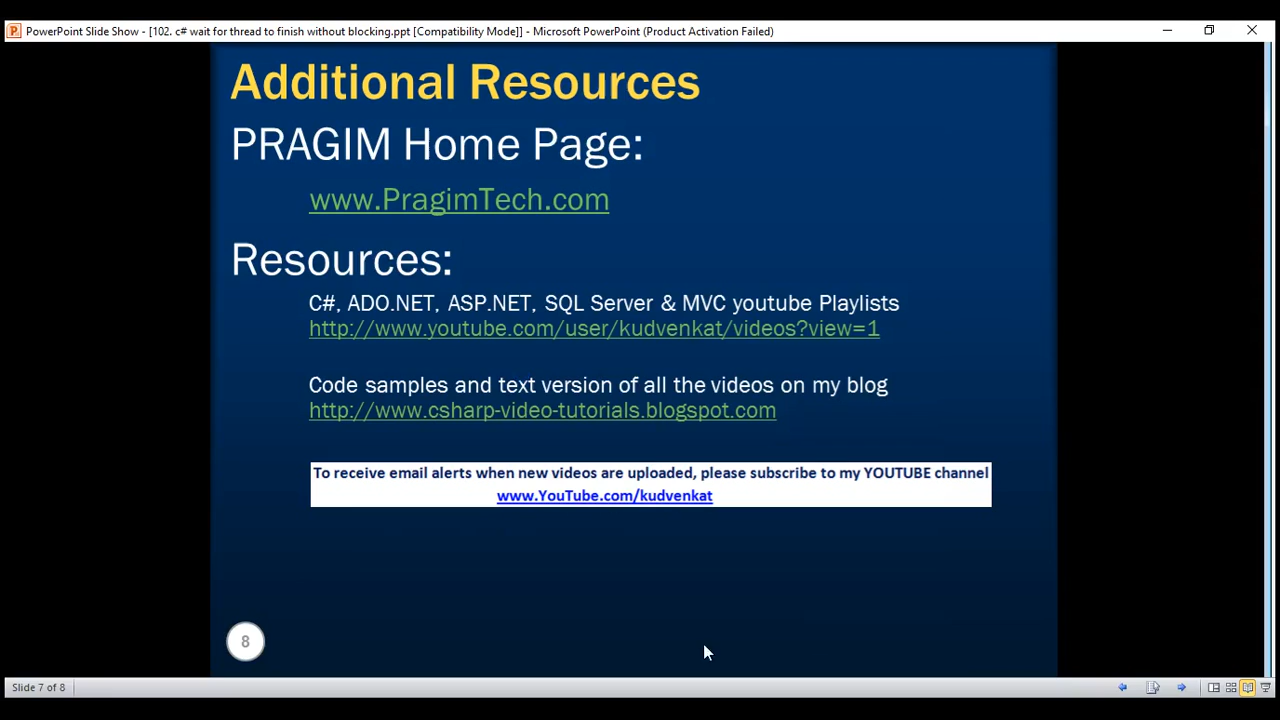 PowerPoint Slide Show - [102. c# wait for thread to finish without blocking.ppt [Compatibility Mode]] - Microsoft PowerPoint (Product Activation Failed)
Additional Resources
PRAGIM Home Page:
www.PragimTech.com
Resources:
C#, ADO.NET, ASP.NET, SQL Server & MVC youtube Playlists
http://www.youtube.com/user/kudvenkat/videos?view=1
Code samples and text version of all the videos on my blog
http://www.csharp-video-tutorials.blogspot.com
To receive email alerts when new videos are uploaded, please subscribe to my YOUTUBE channel
www.YouTube.com/kudvenkat
8
Slide 7 of 8